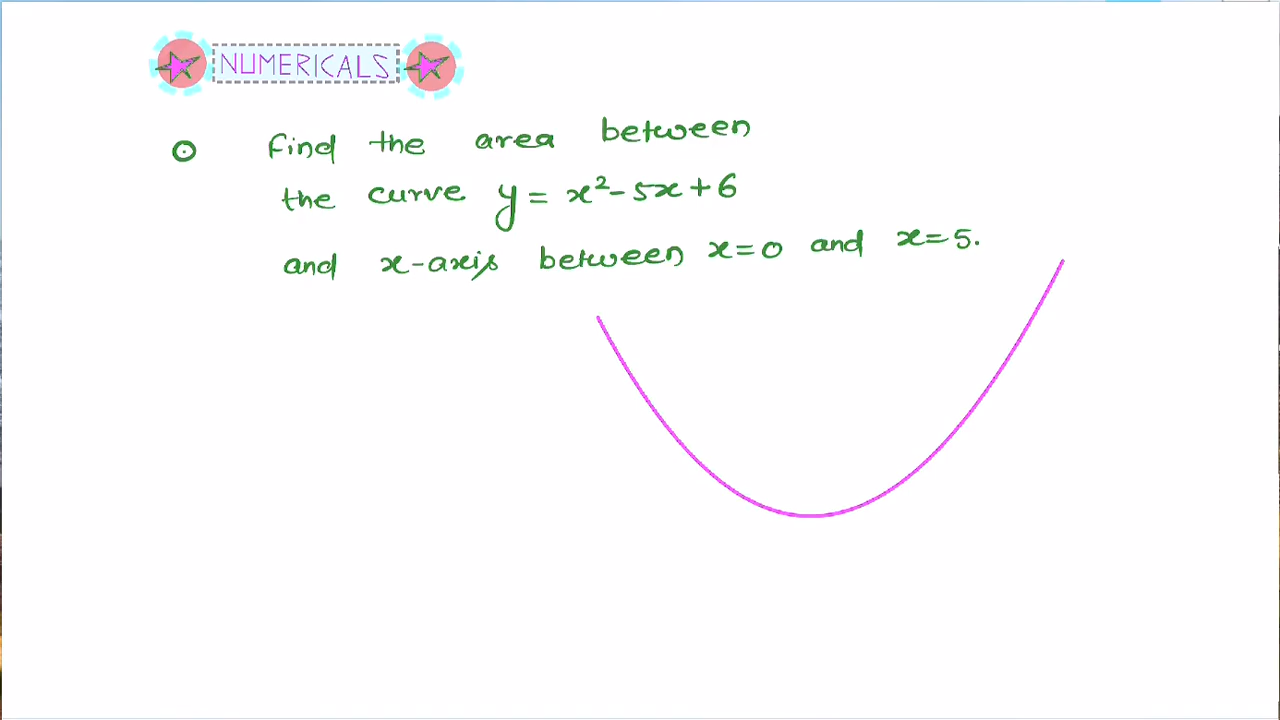 NUMERICALS
Find the area between
the curve y = x² - 5x + 6
and x-axis between x=0 and x=5.